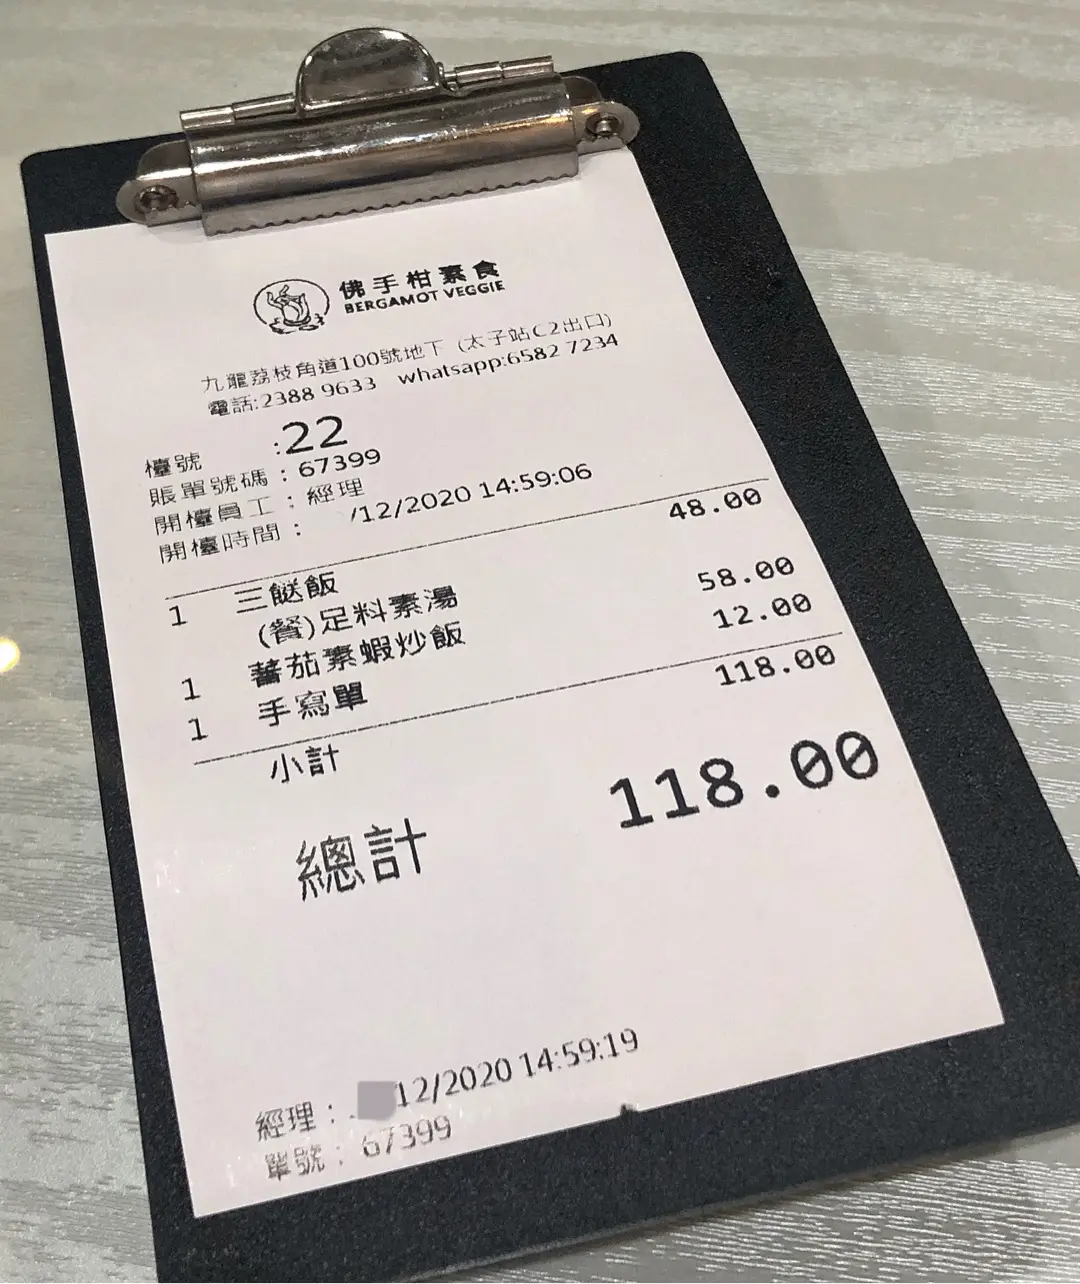 佛手柑素食
BERGAMOT VEGGIE
九龍荔枝角道100號地下 (太子站C2出口)
電話:2388 9633 whatsapp:6582 7234
檯號 :22
賬單號碼 : 67399
開檯員工 : 經理
開檯時間 : /12/2020 14:59:06
1 三餸飯 48.00
(餐)足料素湯
1 蕃茄素蝦炒飯 58.00
1 手寫單 12.00
小計 118.00
總計 118.00
經理 : 12/2020 14:59:19
單號 : 67399